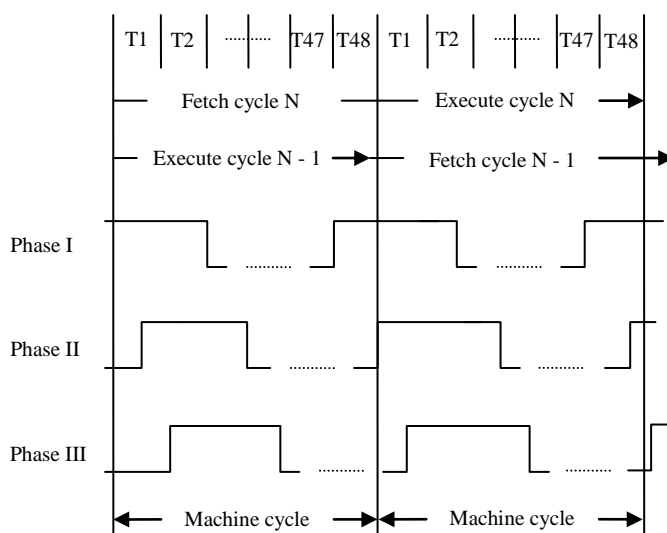 T1 T2 ............ T47 T48 T1 T2 ............ T47 T48
Fetch cycle N Execute cycle N
Execute cycle N - 1 Fetch cycle N - 1
Phase I
Phase II
Phase III
Machine cycle Machine cycle